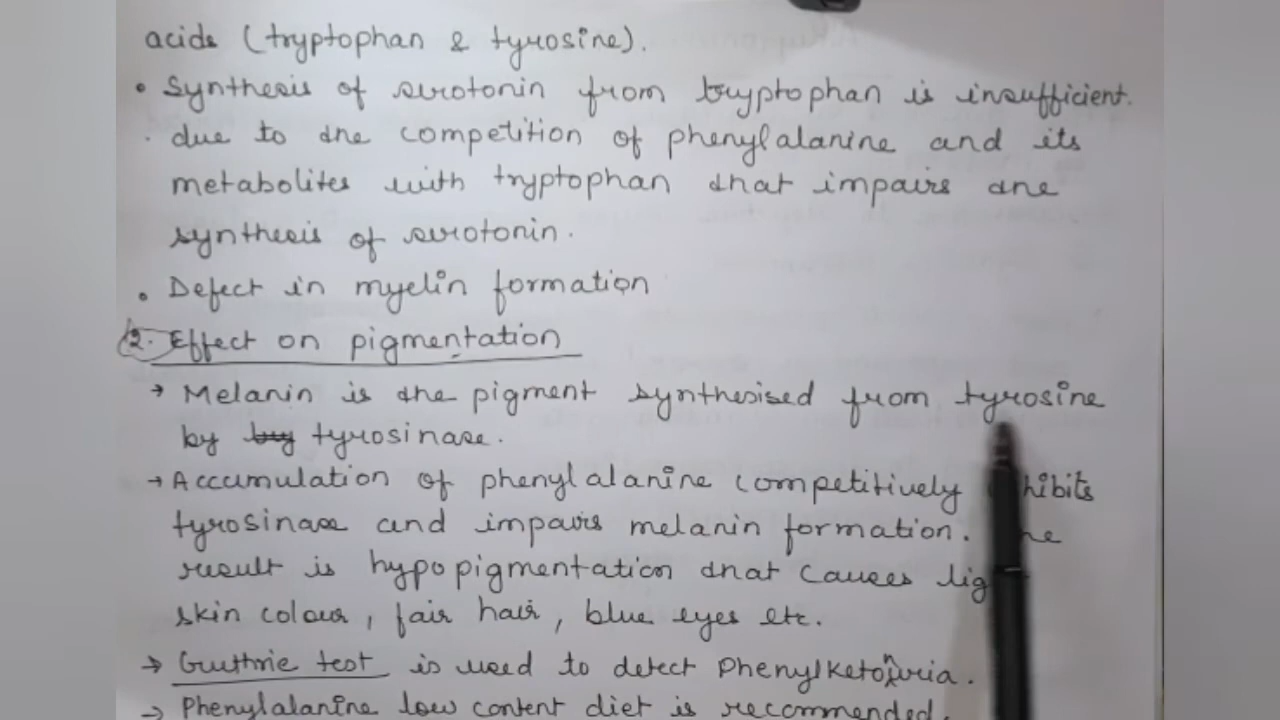 acids (tryptophan & tyrosine).
• Synthesis of serotonin from tryptophan is insufficient.
due to the competition of phenylalanine and its
metabolites with tryptophan that impairs the
synthesis of serotonin.
• Defect in myelin formation
2. Effect on pigmentation
→ Melanin is the pigment synthesised from tyrosine
by by tyrosinase.
→ Accumulation of phenylalanine competitively hibits
tyrosinase and impairs melanin formation. he
result is hypopigmentation that causes lig
skin colour, fair hair, blue eyes etc.
→ Guthrie test is used to detect Phenylketonuria.
→ Phenylalanine low content diet is recommended.